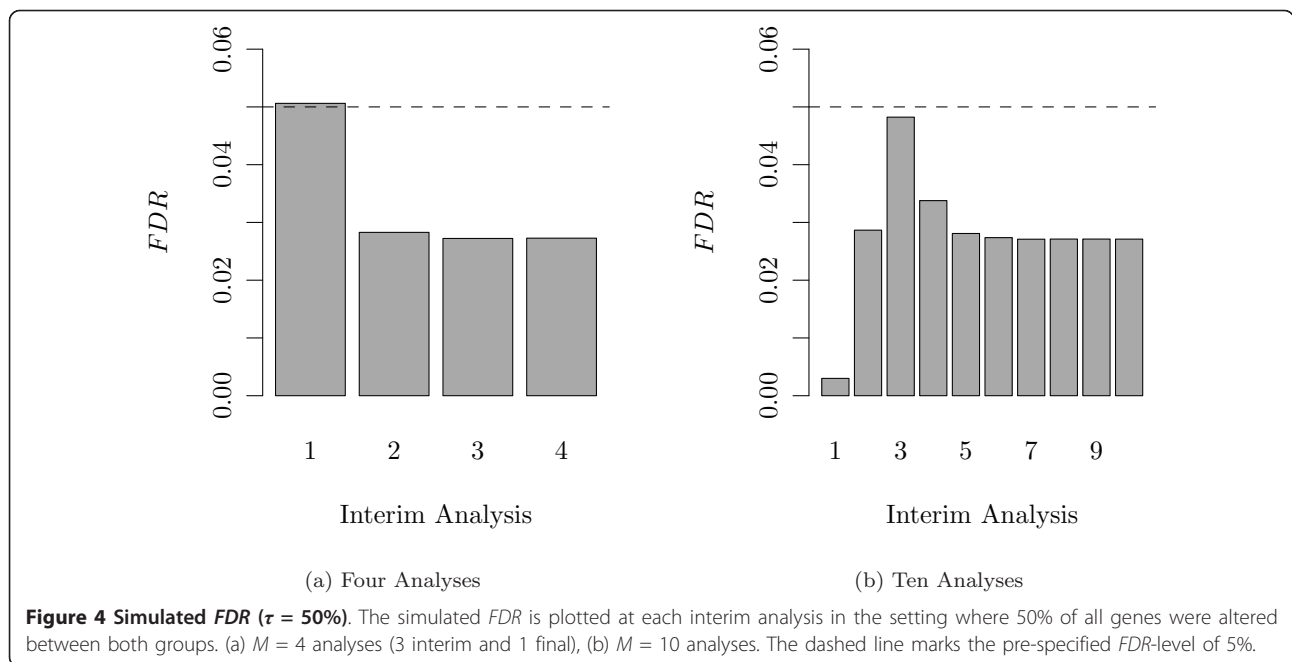 0.06
0.04
0.02
0.00
FDR
1 2 3 4
Interim Analysis
(a) Four Analyses
0.06
0.04
0.02
0.00
FDR
1 3 5 7 9
Interim Analysis
(b) Ten Analyses
Figure 4 Simulated FDR (τ = 50%). The simulated FDR is plotted at each interim analysis in the setting where 50% of all genes were altered
between both groups. (a) M = 4 analyses (3 interim and 1 final), (b) M = 10 analyses. The dashed line marks the pre-specified FDR-level of 5%.